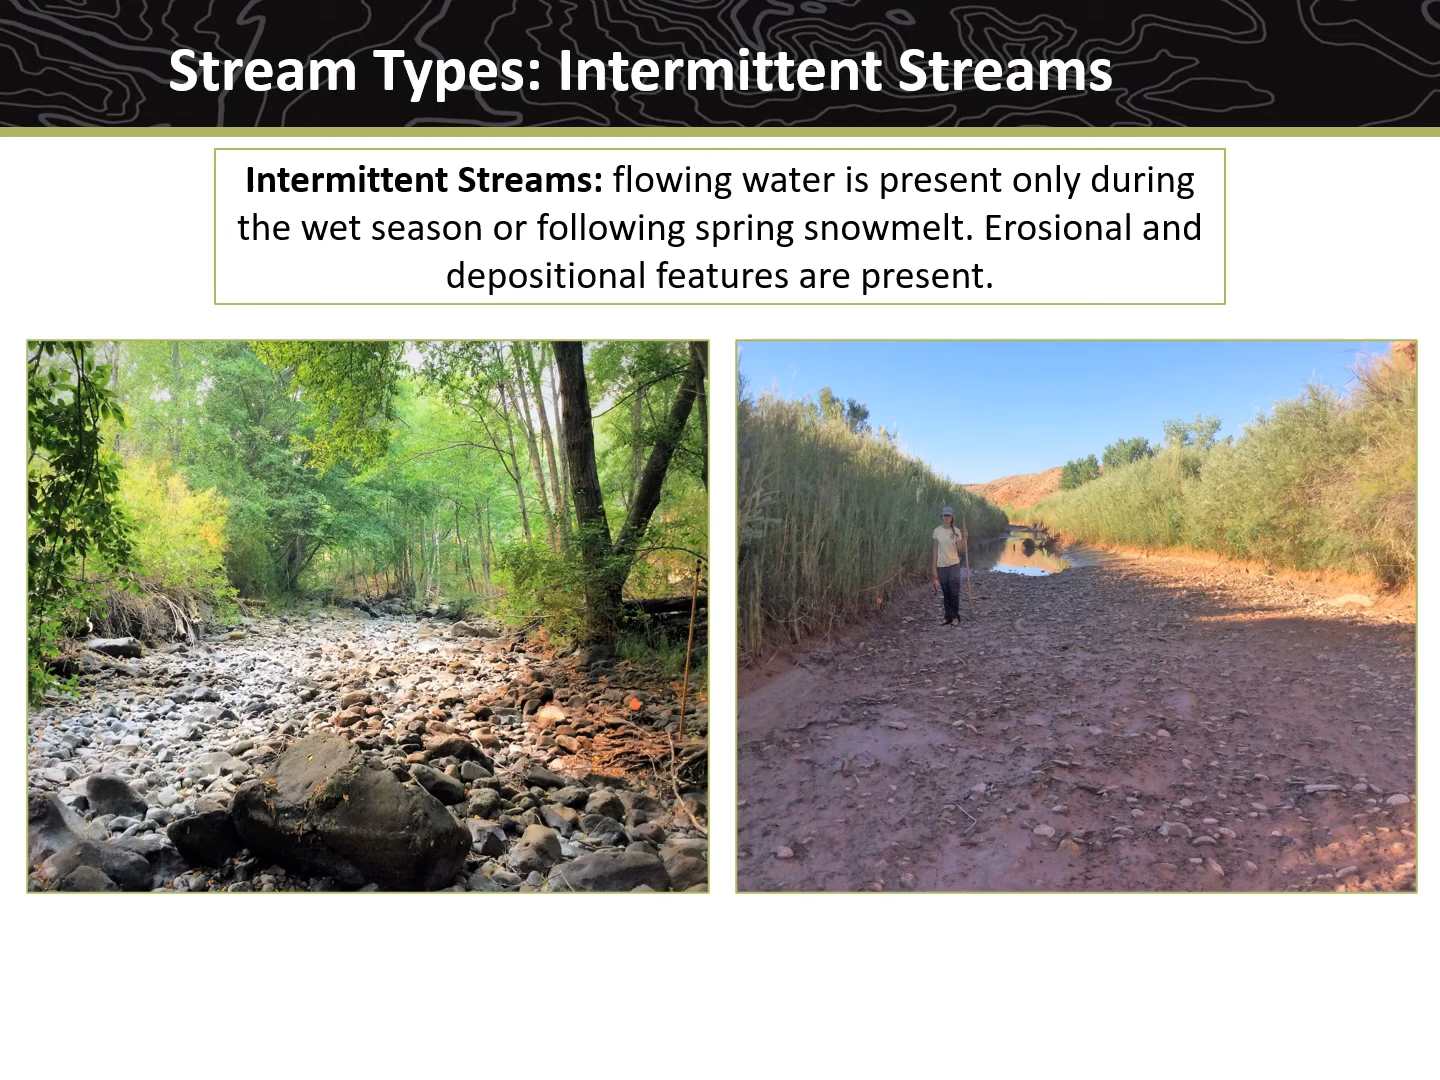 Stream Types: Intermittent Streams
Intermittent Streams: flowing water is present only during
the wet season or following spring snowmelt. Erosional and
depositional features are present.